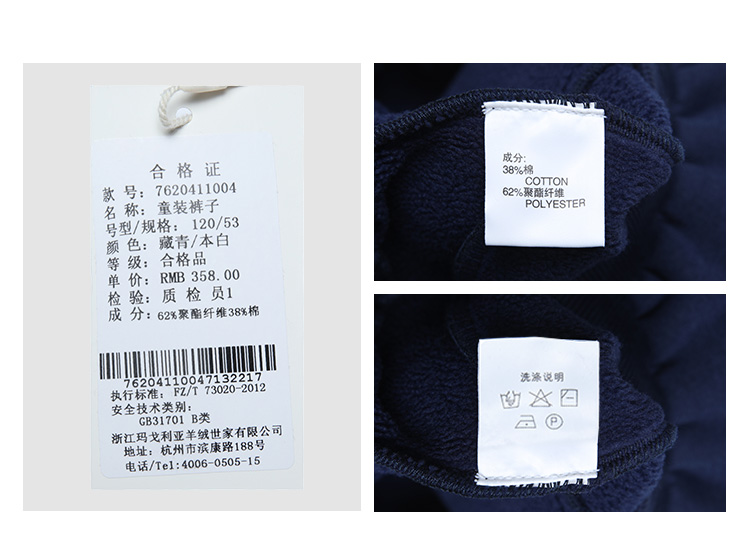 合格证
款号：7620411004
名称：童装裤子
号型/规格：120/53
颜色：藏青/本白
等级：合格品
单价：RMB 358.00
检验：质检员1
成分：62%聚酯纤维38%棉
76204110047132217
执行标准：FZ/T 73020-2012
安全技术类别：
GB31701 B类
浙江玛戈利亚羊绒世家有限公司
地址：杭州市滨康路188号
电话/Tel:4006-0505-15
成分:
38%棉
COTTON
62%聚酯纤维
POLYESTER
洗涤说明
P